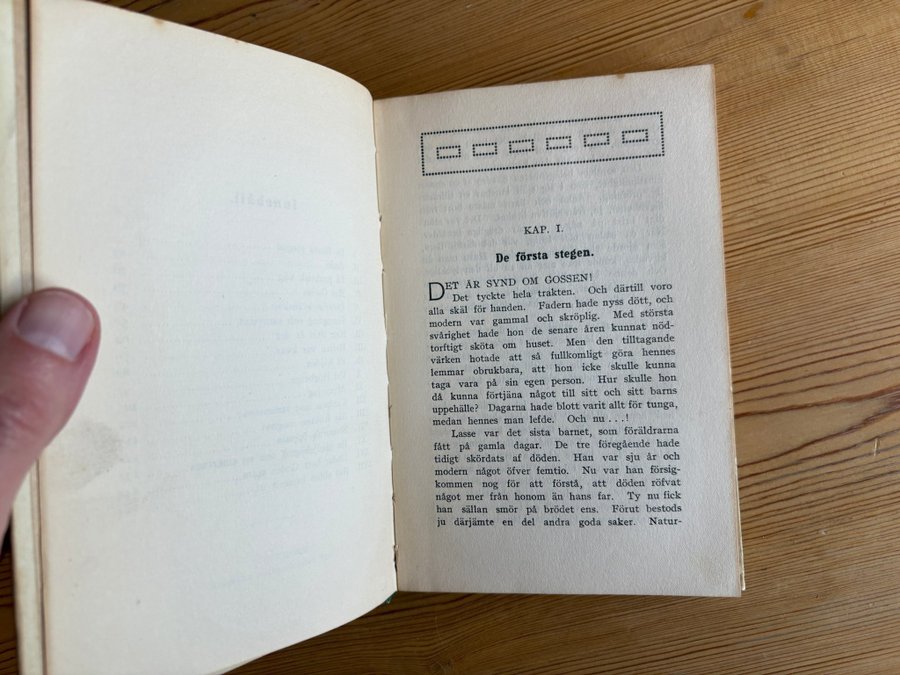 KAP. I.
De första stegen.
DET ÄR SYND OM GOSSEN!
Det tyckte hela trakten. Och därtill voro
alla skäl för handen. Fadern hade nyss dött, och
modern var gammal och skröplig. Med största
svårighet hade hon de senare åren kunnat nöd-
torftigt sköta om huset. Men den tilltagande
värken hotade att så fullkomligt göra hennes
lemmar obrukbara, att hon icke skulle kunna
taga vara på sin egen person. Hur skulle hon
då kunna förtjäna något till sitt och sitt barns
uppehälle? Dagarna hade blott varit allt för tunga,
medan hennes man lefde. Och nu . . .!
Lasse var det sista barnet, som föräldrarna
fått på gamla dagar. De tre föregående hade
tidigt skördats af döden. Han var sju år och
modern något öfver femtio. Nu var han försig-
kommen nog för att förstå, att döden röfvat
något mer från honom än hans far. Ty nu fick
han sällan smör på brödet ens. Förut bestods
ju därjämte en del andra goda saker. Natur-